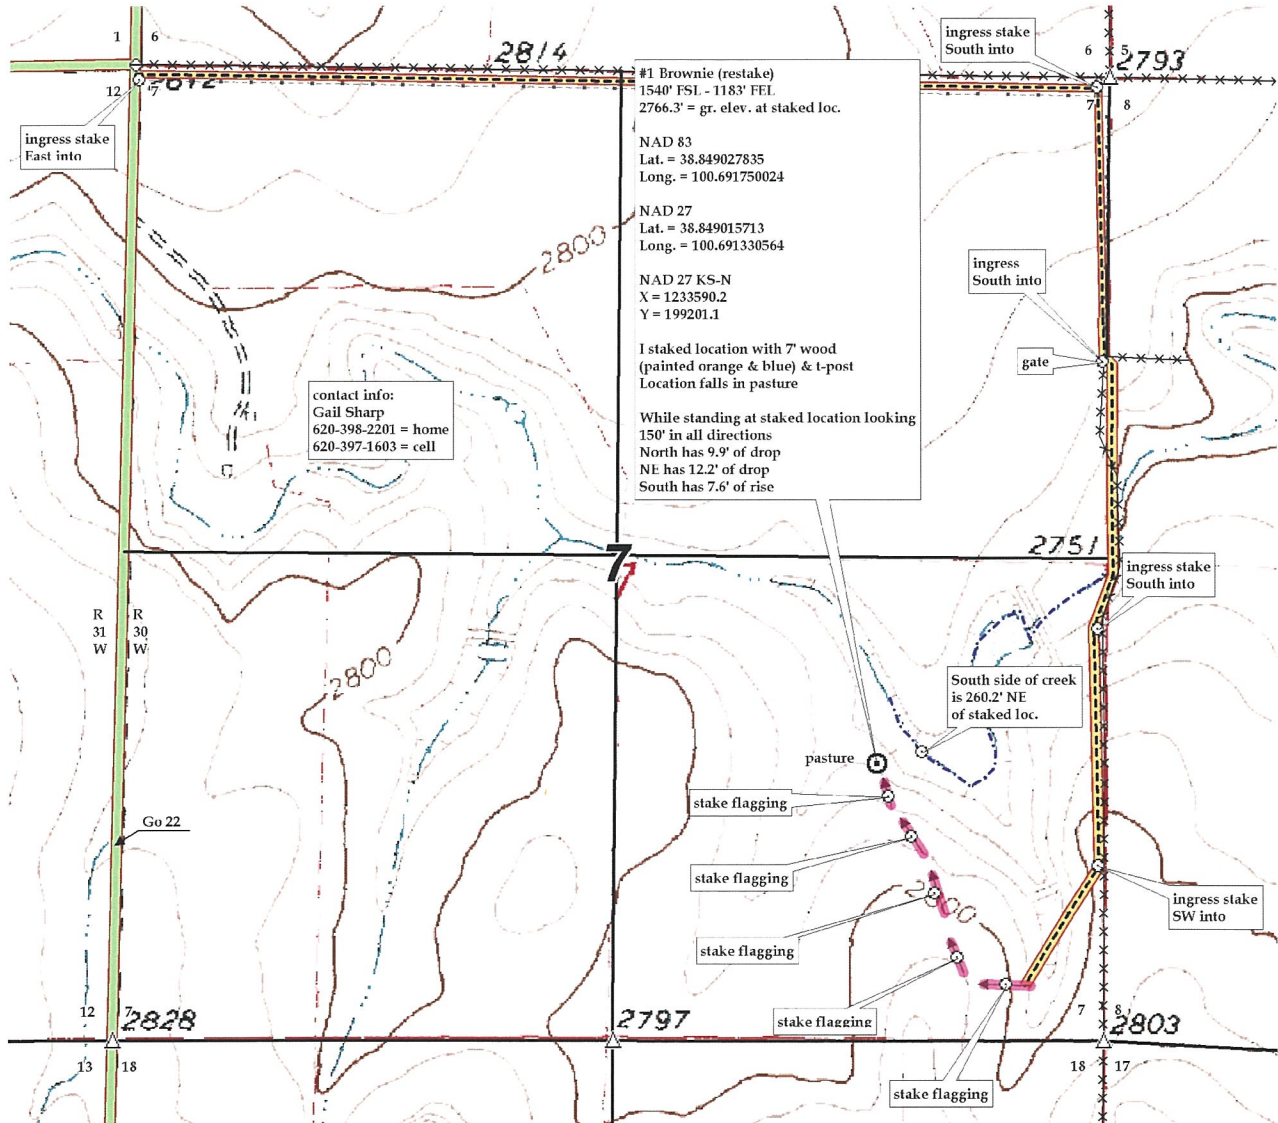 1 6
2814
ingress stake
South into
6 5
2793
12 7
7 8
ingress stake
East into
#1 Brownie (restake)
1540' FSL - 1183' FEL
2766.3' = gr. elev. at staked loc.
NAD 83
Lat. = 38.849027835
Long. = 100.691750024
NAD 27
Lat. = 38.849015713
Long. = 100.691330564
NAD 27 KS-N
X = 1233590.2
Y = 199201.1
I staked location with 7' wood
(painted orange & blue) & t-post
Location falls in pasture
While standing at staked location looking
150' in all directions
North has 9.9' of drop
NE has 12.2' of drop
South has 7.6' of rise
2800
ingress
South into
gate
contact info:
Gail Sharp
620-398-2201 = home
620-397-1603 = cell
7
2751
ingress stake
South into
R R
31 30
W W
2800
South side of creek
is 260.2' NE
of staked loc.
pasture
stake flagging
Go 22
stake flagging
2800
ingress stake
SW into
stake flagging
stake flagging
12 7
2828
2797
7 8
2803
13 18
18 17
stake flagging